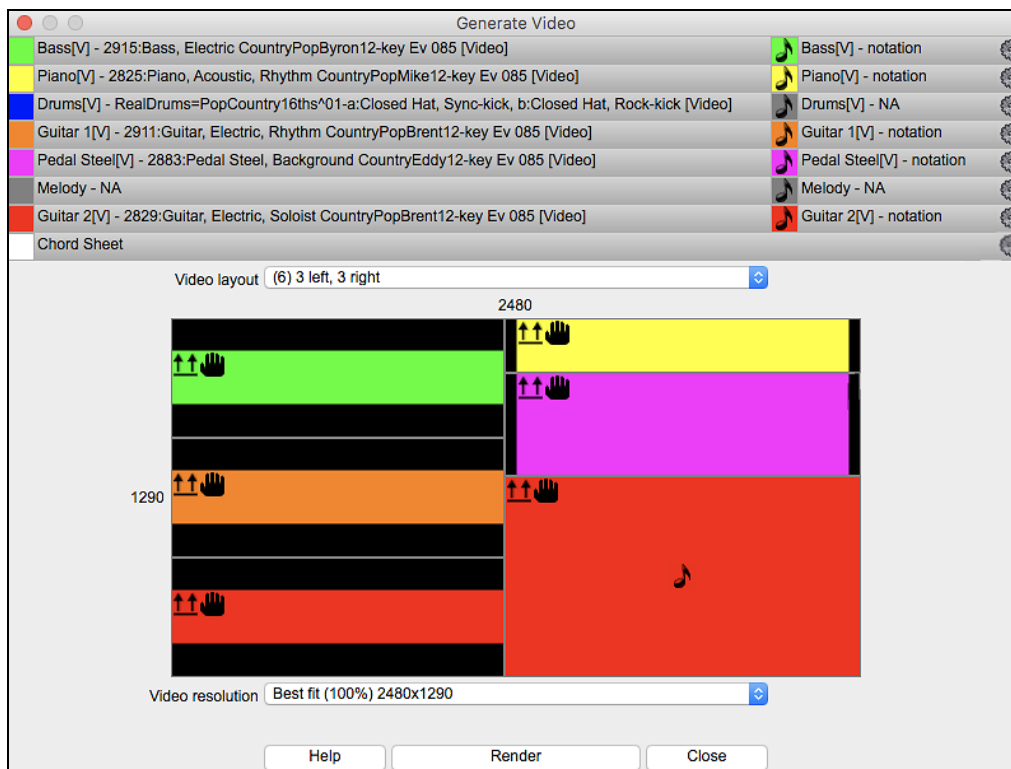 Generate Video
Bass[V] - 2915:Bass, Electric CountryPopByron12-key Ev 085 [Video] Bass[V] - notation
Piano[V] - 2825:Piano, Acoustic, Rhythm CountryPopMike12-key Ev 085 [Video] Piano[V] - notation
Drums[V] - RealDrums=PopCountry16ths^01-a:Closed Hat, Sync-kick, b:Closed Hat, Rock-kick [Video] Drums[V] - NA
Guitar 1[V] - 2911:Guitar, Electric, Rhythm CountryPopBrent12-key Ev 085 [Video] Guitar 1[V] - notation
Pedal Steel[V] - 2883:Pedal Steel, Background CountryEddy12-key Ev 085 [Video] Pedal Steel[V] - notation
Melody - NA Melody - NA
Guitar 2[V] - 2829:Guitar, Electric, Soloist CountryPopBrent12-key Ev 085 [Video] Guitar 2[V] - notation
Chord Sheet
Video layout (6) 3 left, 3 right
2480
1290
Video resolution Best fit (100%) 2480x1290
Help Render Close